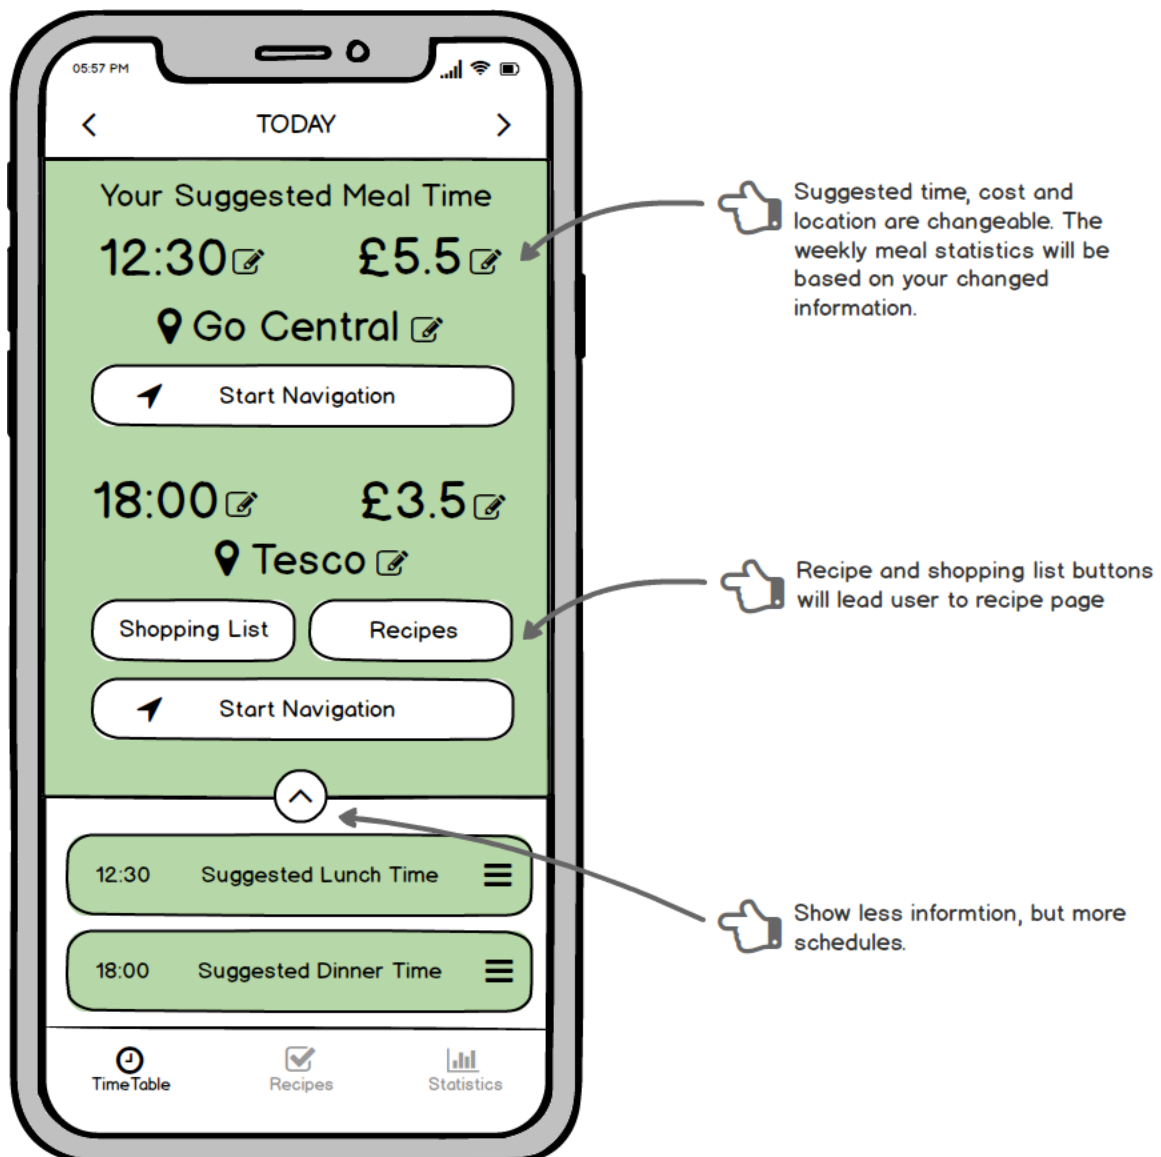 05:57 PM
TODAY
Your Suggested Meal Time
12:30 £5.5
Go Central
Start Navigation
18:00 £3.5
Tesco
Shopping List Recipes
Start Navigation
12:30 Suggested Lunch Time
18:00 Suggested Dinner Time
TimeTable Recipes Statistics
Suggested time, cost and
location are changeable. The
weekly meal statistics will be
based on your changed
information.
Recipe and shopping list buttons
will lead user to recipe page
Show less informtion, but more
schedules.